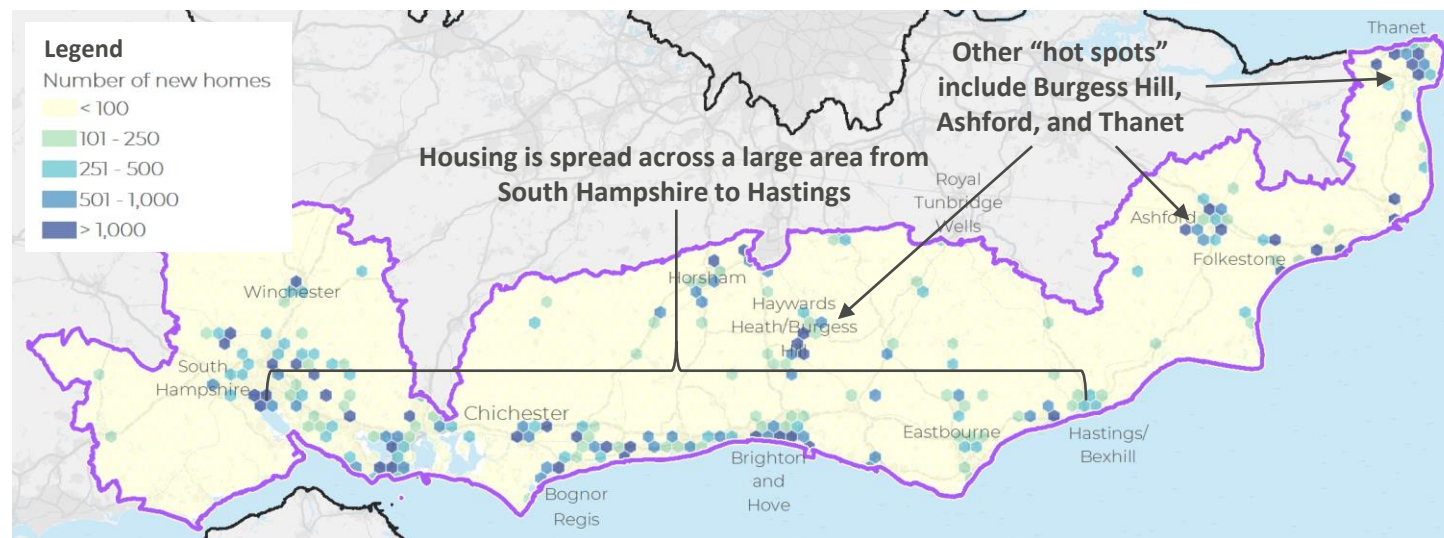 Legend
Number of new homes
< 100
101 - 250
251 - 500
501 - 1,000
> 1,000
Thanet
Other “hot spots”
include Burgess Hill,
Ashford, and Thanet
Housing is spread across a large area from
South Hampshire to Hastings
Royal
Tunbridge
Wells
Ashford
Folkestone
Winchester
Horsham
Haywards
Heath/Burgess
Hill
South
Hampshire
Chichester
Eastbourne
Hastings/
Bexhill
Brighton
and
Hove
Bognor
Regis